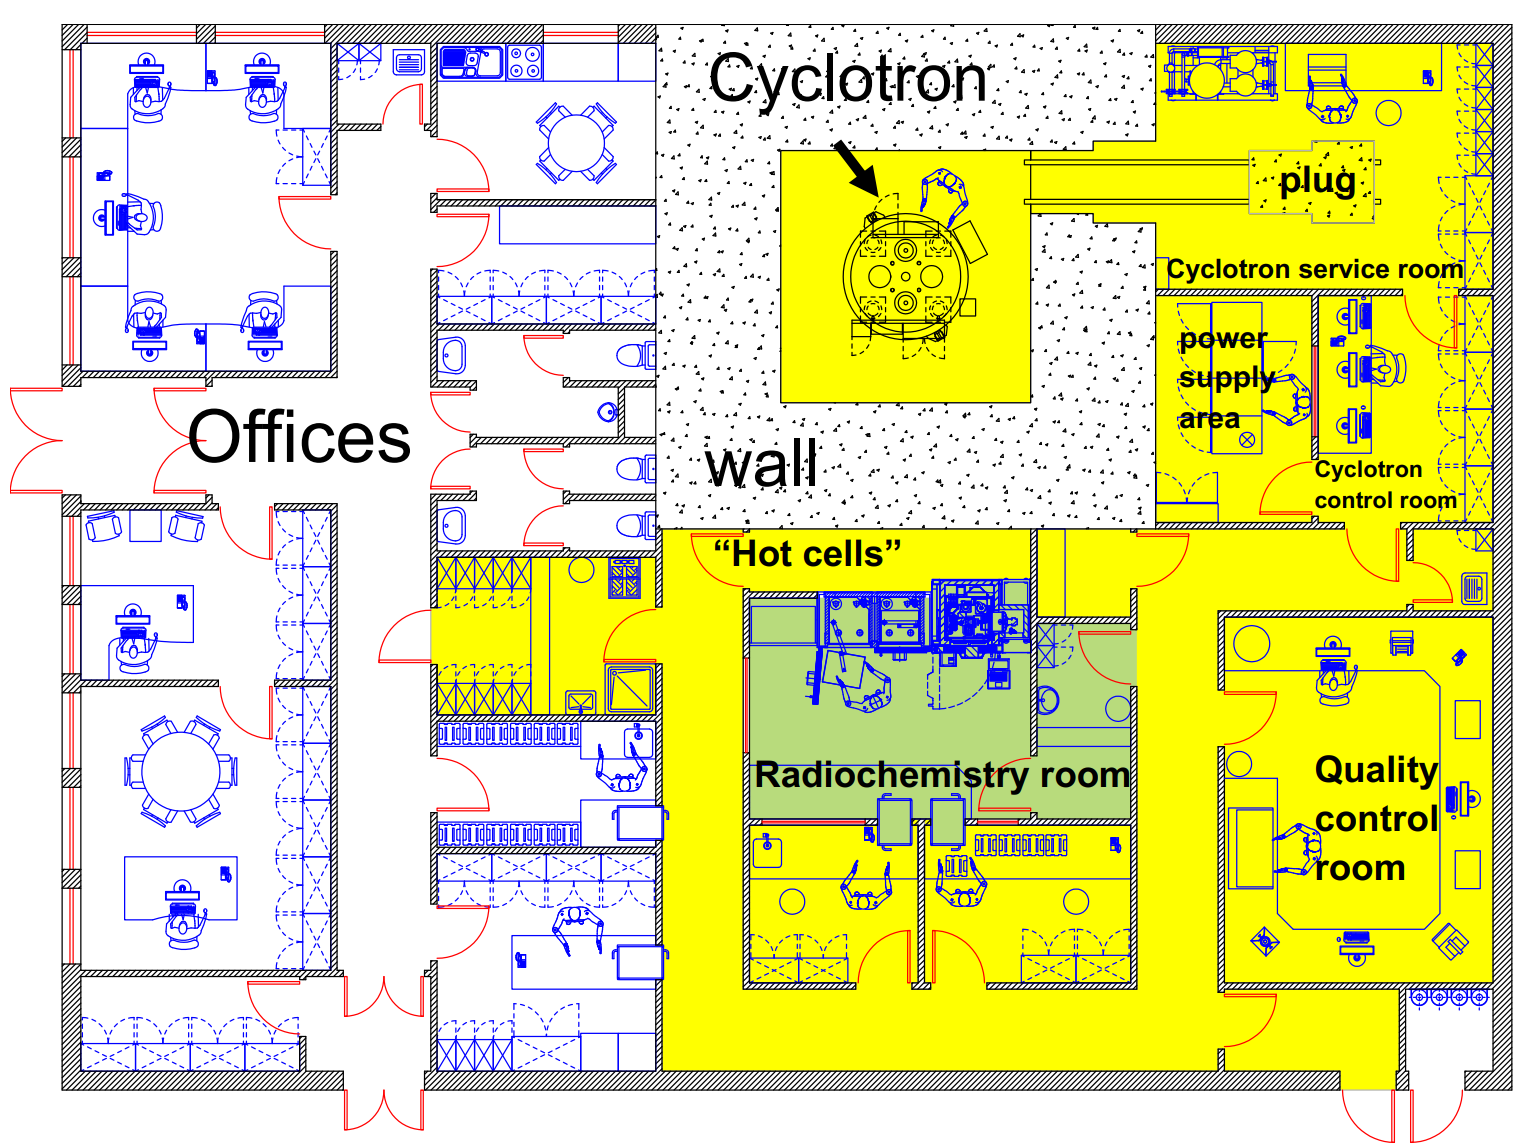 Cyclotron
plug
Cyclotron service room
power
supply
area
Offices
wall
Cyclotron
control room
“Hot cells”
Radiochemistry room
Quality
control
room